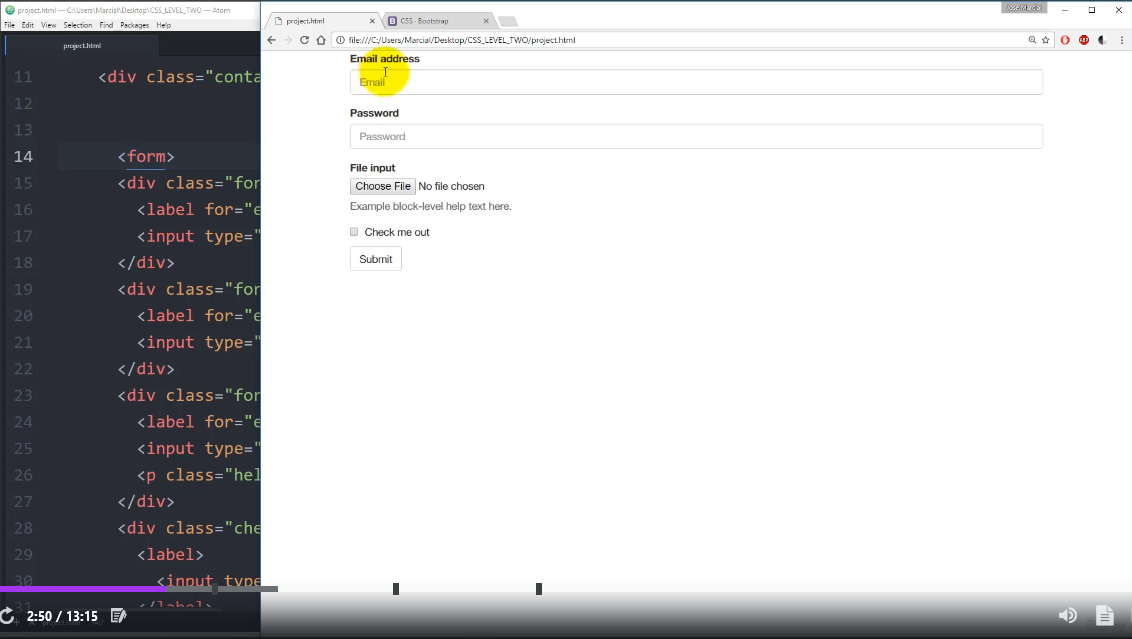 project.html — C:\Users\Marcial\Desktop\CSS_LEVEL_TWO — Atom
File Edit View Selection Find Packages Help
project.html
11 <div class="conta
12
13
14 <form>
15 <div class="for
16 <label for="e
17 <input type="
18 </div>
19 <div class="for
20 <label for="e
21 <input type="
22 </div>
23 <div class="for
24 <label for="e
25 <input type="
26 <p class="hel
27 </div>
28 <div class="che
29 <label>
30 <input type
31 </label>
project.html
CSS · Bootstrap
Jose Marcial
file:///C:/Users/Marcial/Desktop/CSS_LEVEL_TWO/project.html
ABP
Email address
Email
Password
Password
File input
Choose File No file chosen
Example block-level help text here.
Check me out
Submit
2:50 / 13:15